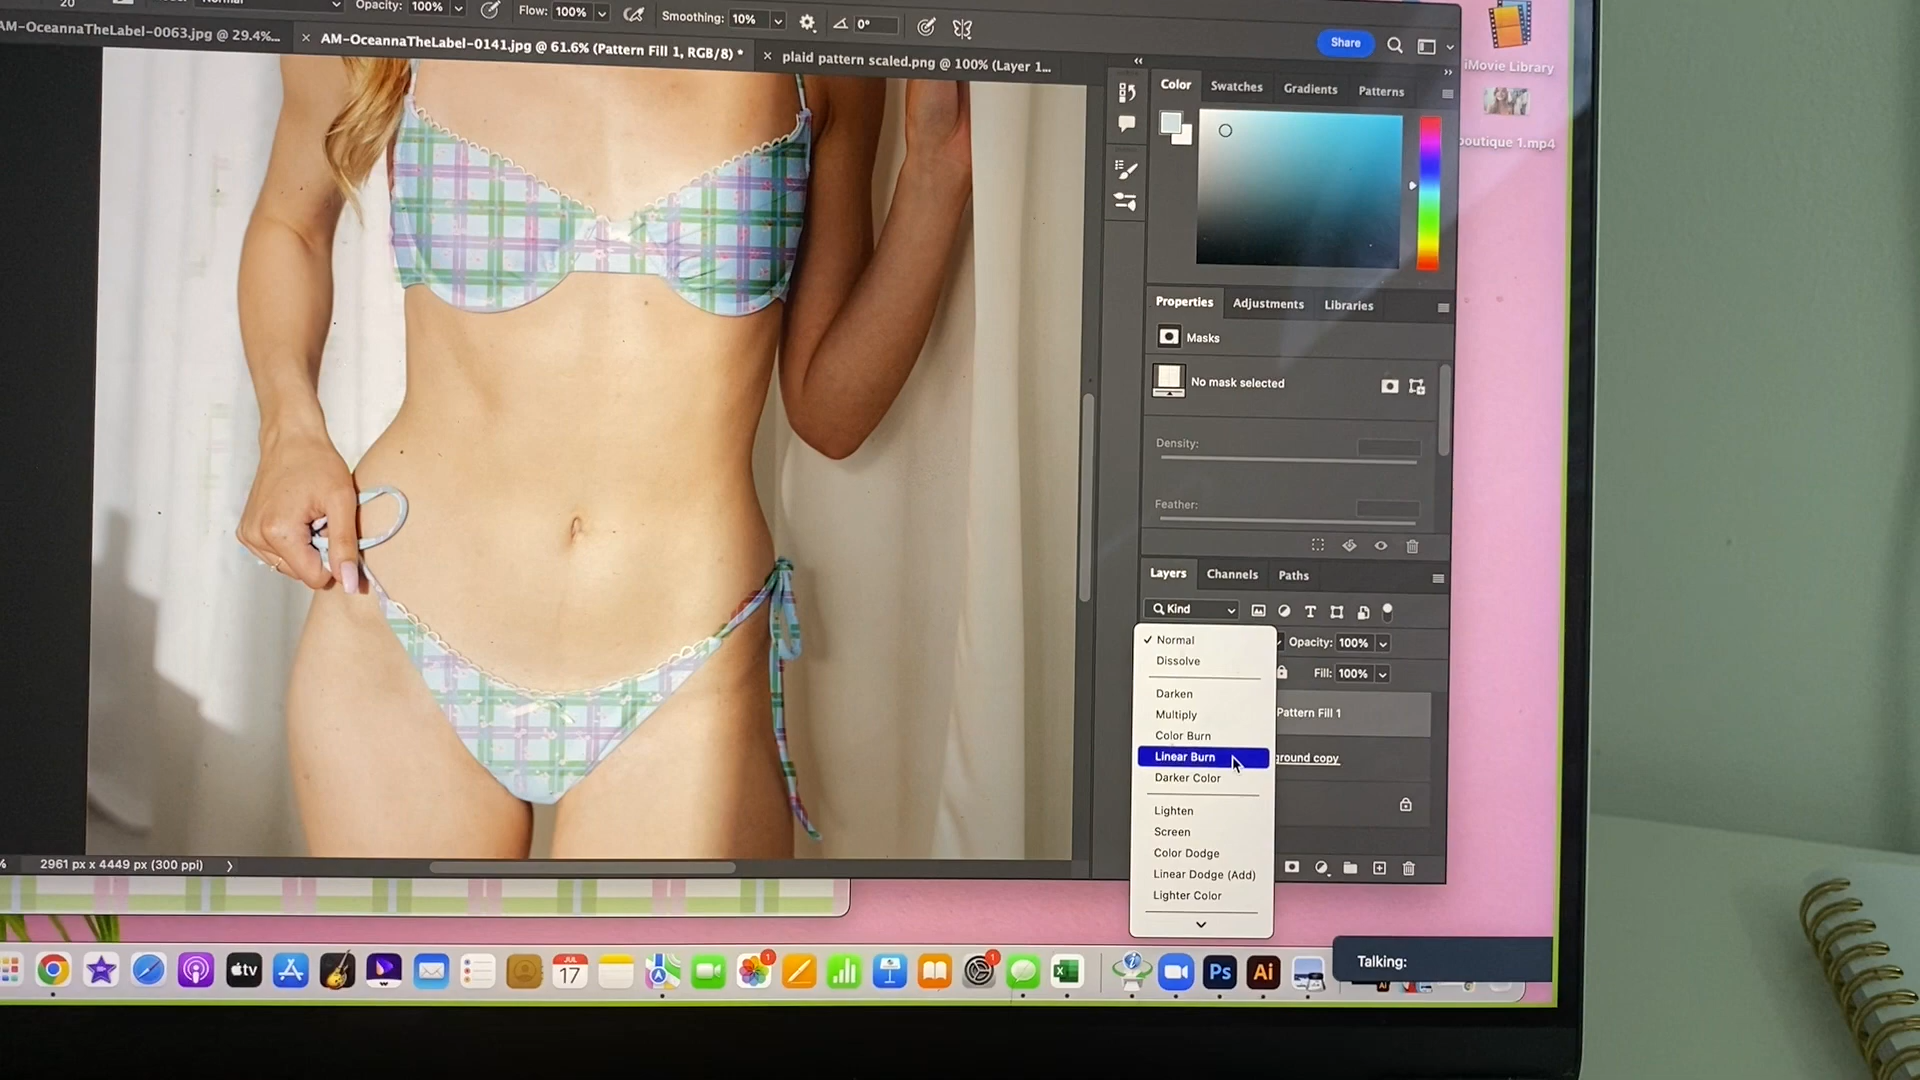 20
Opacity: 100%
Flow: 100%
Smoothing: 10%
0°
AM-OceannaTheLabel-0063.jpg @ 29.4%...
× AM-OceannaTheLabel-0141.jpg @ 61.6% (Pattern Fill 1, RGB/8) *
× plaid pattern scaled.png @ 100% (Layer 1...
Share
iMovie Library
boutique 1.mp4
Color Swatches Gradients Patterns
Properties Adjustments Libraries
Masks
No mask selected
Density:
Feather:
Layers Channels Paths
Kind
Opacity: 100%
Fill: 100%
Pattern Fill 1
ground copy
✓ Normal
Dissolve
Darken
Multiply
Color Burn
Linear Burn
Darker Color
Lighten
Screen
Color Dodge
Linear Dodge (Add)
Lighter Color
2961 px x 4449 px (300 ppi)
tv
JUL
17
1
1
Ps
Ai
Talking: